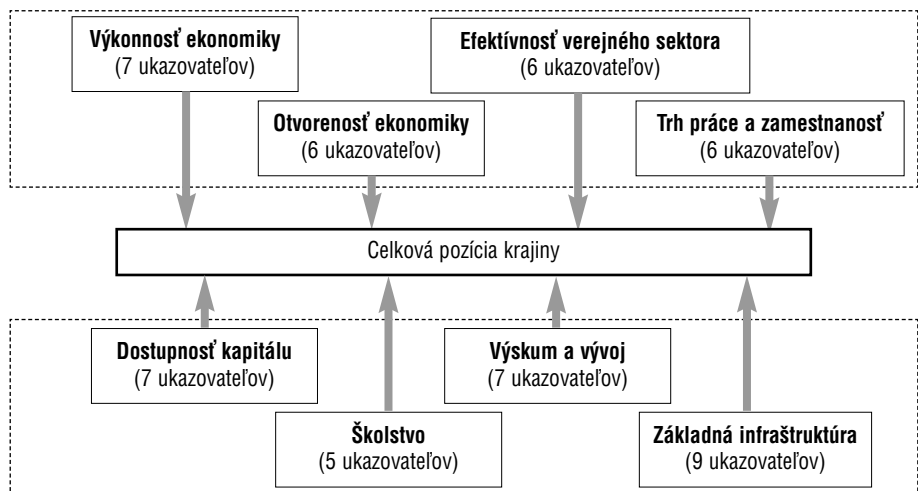 Výkonnosť ekonomiky
(7 ukazovateľov)
Efektívnosť verejného sektora
(6 ukazovateľov)
Otvorenosť ekonomiky
(6 ukazovateľov)
Trh práce a zamestnanosť
(6 ukazovateľov)
Celková pozícia krajiny
Dostupnosť kapitálu
(7 ukazovateľov)
Výskum a vývoj
(7 ukazovateľov)
Školstvo
(5 ukazovateľov)
Základná infraštruktúra
(9 ukazovateľov)